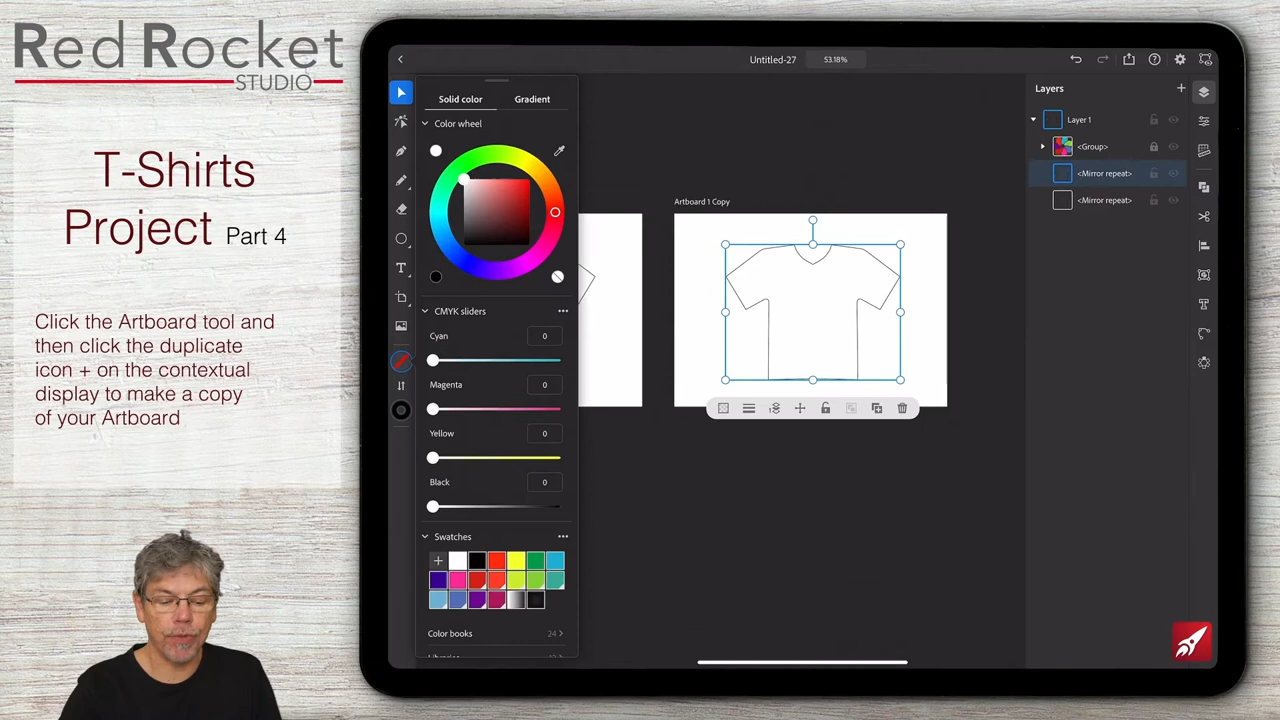 Red Rocket
STUDIO
T-Shirts
Project Part 4
Click the Artboard tool and
then click the duplicate
icon + on the contextual
display to make a copy
of your Artboard
Untitled-27
53.18%
Solid color
Gradient
Color wheel
CMYK sliders
Cyan
0
Magenta
0
Yellow
0
Black
0
Swatches
Color books
24
Artboard 1 Copy
Layers
Layer 1
<Group>
<Mirror repeat>
<Mirror repeat>